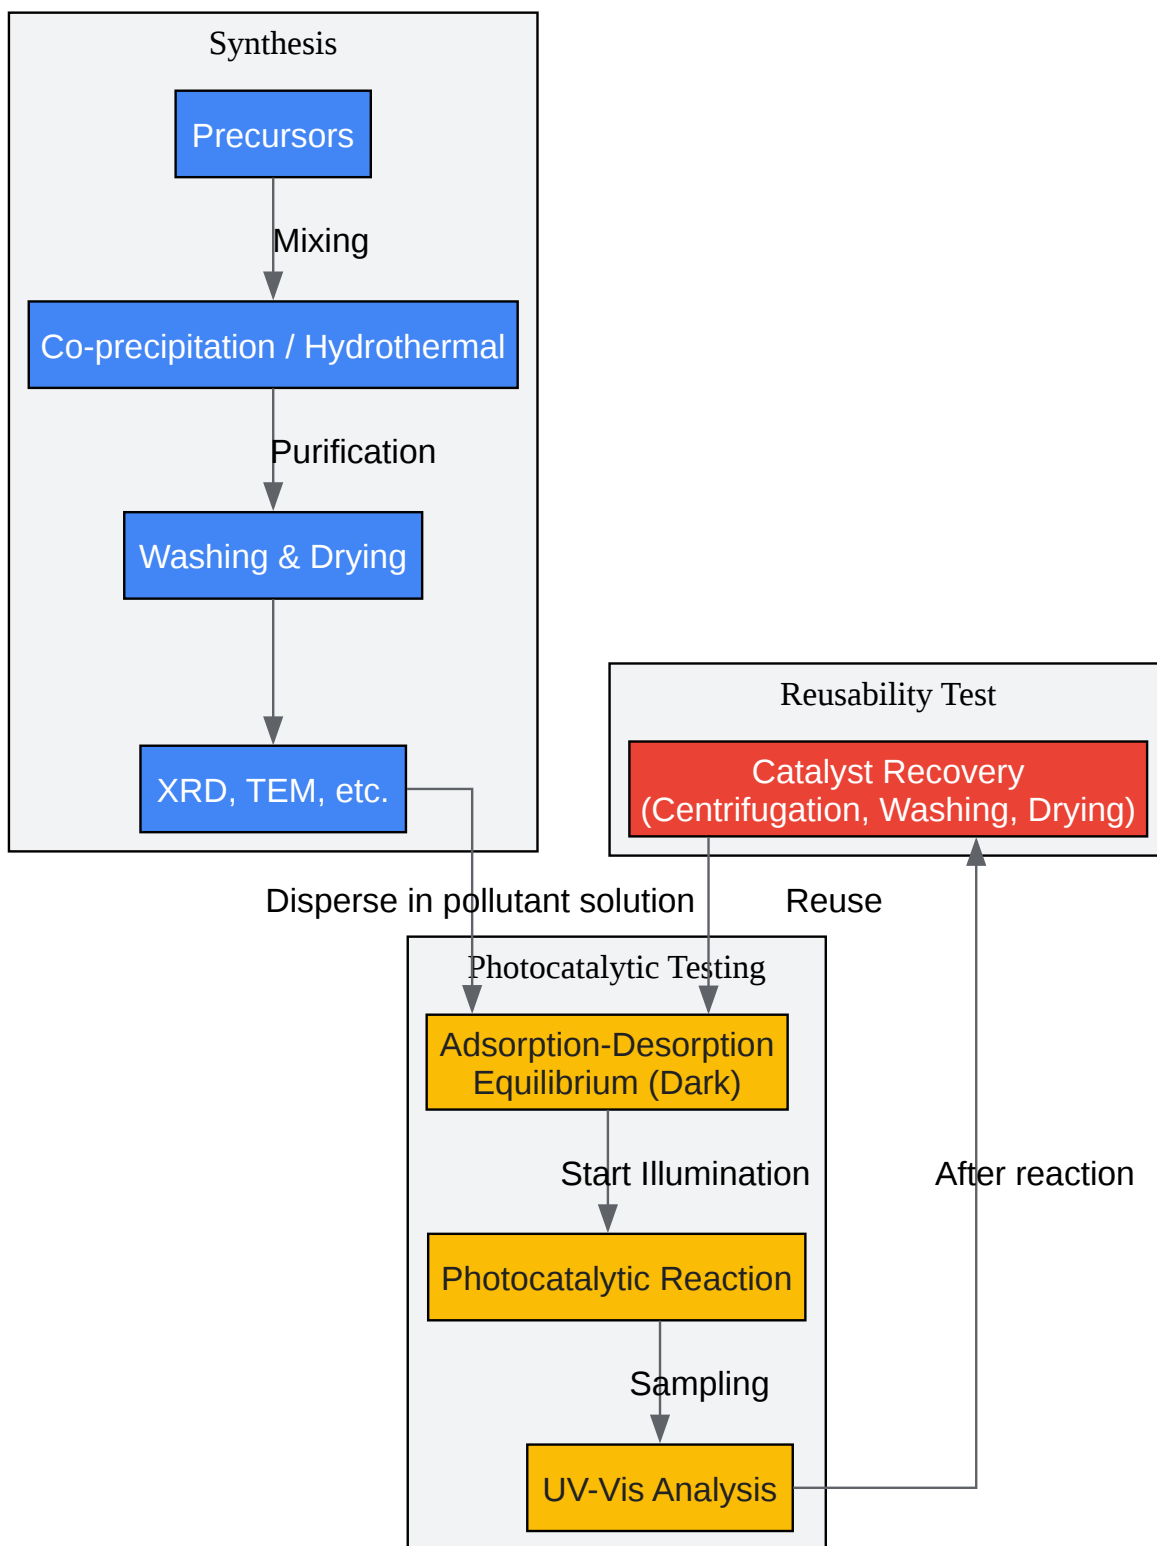 Synthesis
Precursors
Mixing
Co-precipitation / Hydrothermal
Purification
Washing & Drying
XRD, TEM, etc.
Reusability Test
Catalyst Recovery
(Centrifugation, Washing, Drying)
Disperse in pollutant solution
Reuse
Photocatalytic Testing
Adsorption-Desorption
Equilibrium (Dark)
Start Illumination
After reaction
Photocatalytic Reaction
Sampling
UV-Vis Analysis